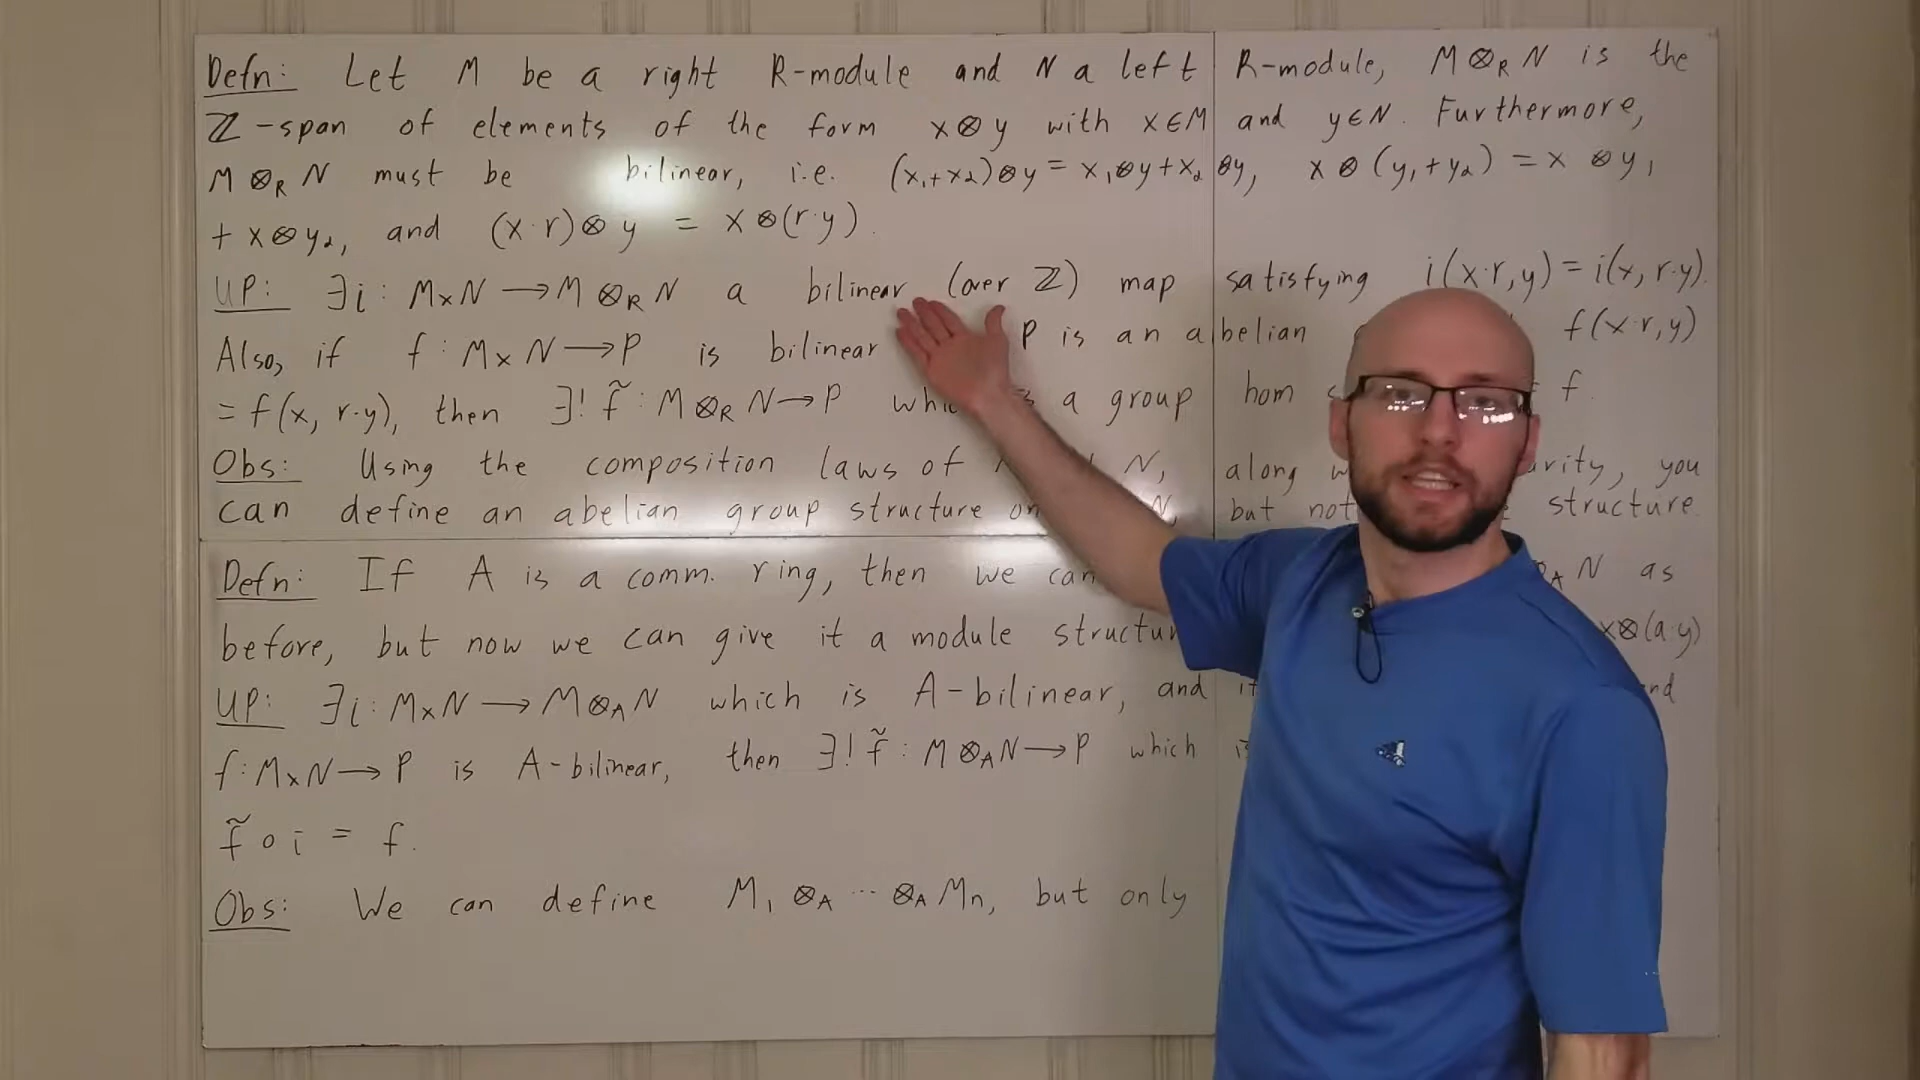 Defn: Let M be a right R-module and N a left R-module, M ⊗_R N is the
ℤ-span of elements of the form x⊗y with x∈M and y∈N. Furthermore,
M ⊗_R N must be bilinear, i.e. (x₁+x₂)⊗y = x₁⊗y+x₂⊗y, x⊗(y₁+y₂) = x⊗y₁
+ x⊗y₂, and (x·r)⊗y = x⊗(r·y).
UP: ∃i: M×N → M⊗_R N a bilinear (over ℤ) map satisfying i(x·r,y) = i(x, r·y).
Also, if f: M×N → P is bilinear P is an abelian f(x·r,y)
= f(x, r·y), then ∃! f̃: M⊗_R N → P a group hom f
Obs: Using the composition laws of N, along you
can define an abelian group structure but not structure
Defn: If A is a comm. ring, then we can N as
before, but now we can give it a module x⊗(a·y)
UP: ∃i: M×N → M⊗_A N which is A-bilinear, and
f: M×N → P is A-bilinear, then ∃! f̃: M⊗_A N → P which
f̃∘i = f.
Obs: We can define M₁ ⊗_A ⋯ ⊗_A Mn, but only